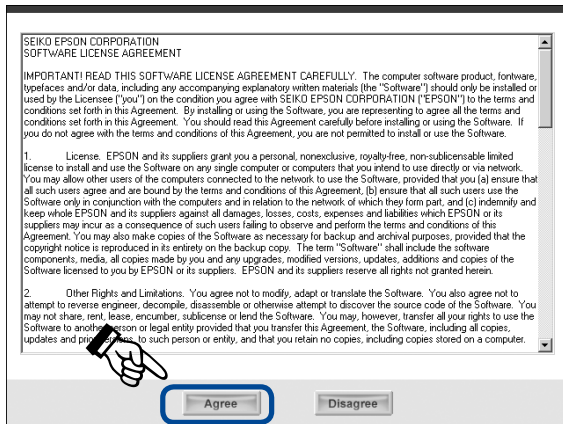 SEIKO EPSON CORPORATION
SOFTWARE LICENSE AGREEMENT
IMPORTANT! READ THIS SOFTWARE LICENSE AGREEMENT CAREFULLY. The computer software product, fontware,
typefaces and/or data, including any accompanying explanatory written materials (the "Software") should only be installed or
used by the Licensee ("you") on the condition you agree with SEIKO EPSON CORPORATION ("EPSON") to the terms and
conditions set forth in this Agreement. By installing or using the Software, you are representing to agree all the terms and
conditions set forth in this Agreement. You should read this Agreement carefully before installing or using the Software. If
you do not agree with the terms and conditions of this Agreement, you are not permitted to install or use the Software.
1. License. EPSON and its suppliers grant you a personal, nonexclusive, royalty-free, non-sublicensable limited
license to install and use the Software on any single computer or computers that you intend to use directly or via network.
You may allow other users of the computers connected to the network to use the Software, provided that you (a) ensure that
all such users agree and are bound by the terms and conditions of this Agreement, (b) ensure that all such users use the
Software only in conjunction with the computers and in relation to the network of which they form part, and (c) indemnify and
keep whole EPSON and its suppliers against all damages, losses, costs, expenses and liabilities which EPSON or its
suppliers may incur as a consequence of such users failing to observe and perform the terms and conditions of this
Agreement. You may also make copies of the Software as necessary for backup and archival purposes, provided that the
copyright notice is reproduced in its entirety on the backup copy. The term "Software" shall include the software
components, media, all copies made by you and any upgrades, modified versions, updates, additions and copies of the
Software licensed to you by EPSON or its suppliers. EPSON and its suppliers reserve all rights not granted herein.
2. Other Rights and Limitations. You agree not to modify, adapt or translate the Software. You also agree not to
attempt to reverse engineer, decompile, disassemble or otherwise attempt to discover the source code of the Software. You
may not share, rent, lease, encumber, sublicense or lend the Software. You may, however, transfer all your rights to use the
Software to another person or legal entity provided that you transfer this Agreement, the Software, including all copies,
updates and to such person or entity, and that you retain no copies, including copies stored on a computer.
Agree
Disagree